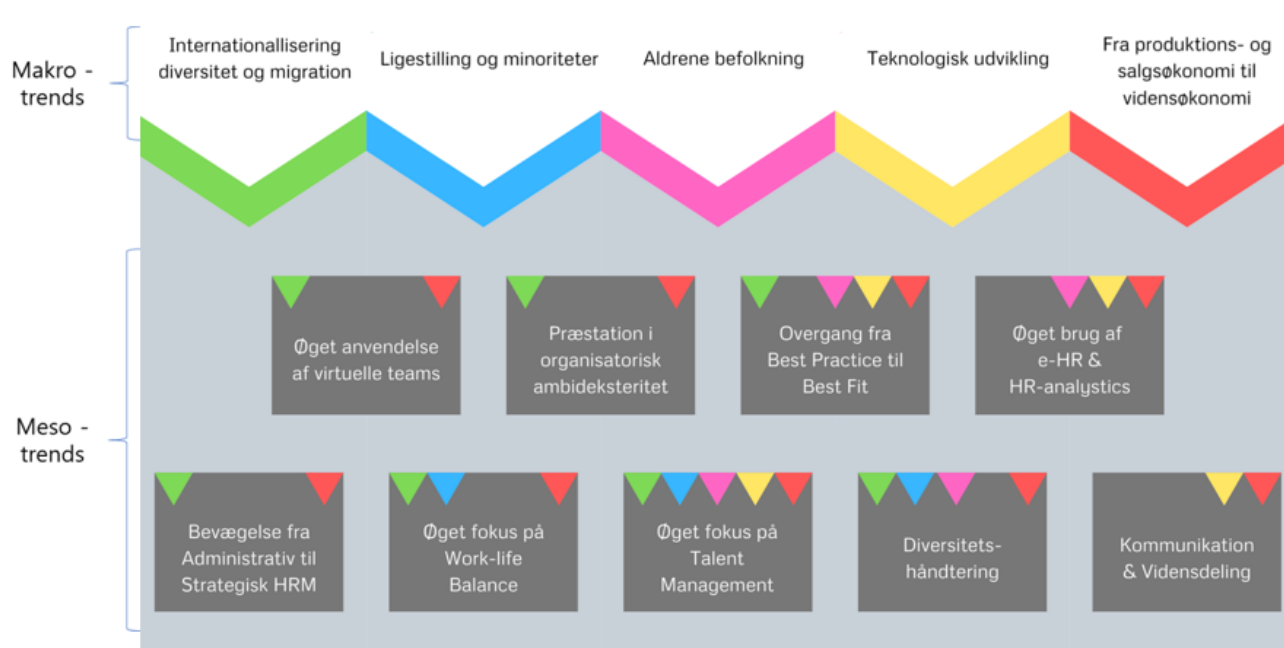 Makro -
trends
Internationallisering
diversitet og migration
Ligestilling og minoriteter
Aldrene befolkning
Teknologisk udvikling
Fra produktions- og
salgsøkonomi til
vidensøkonomi
Meso -
trends
Øget anvendelse
af virtuelle teams
Præstation i
organisatorisk
ambideksteritet
Overgang fra
Best Practice til
Best Fit
Øget brug af
e-HR &
HR-analystics
Bevægelse fra
Administrativ til
Strategisk HRM
Øget fokus på
Work-life
Balance
Øget fokus på
Talent
Management
Diversitets-
håndtering
Kommunikation
& Vidensdeling